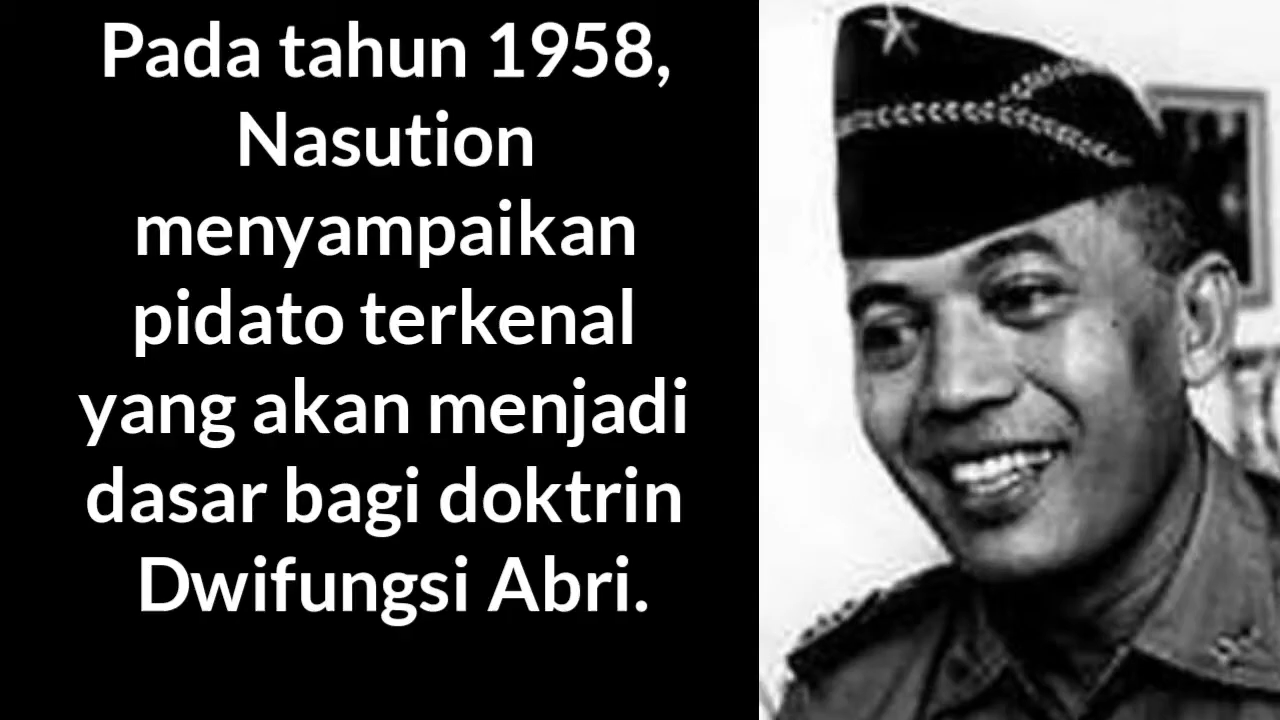 Pada tahun 1958,
Nasution
menyampaikan
pidato terkenal
yang akan menjadi
dasar bagi doktrin
Dwifungsi Abri.